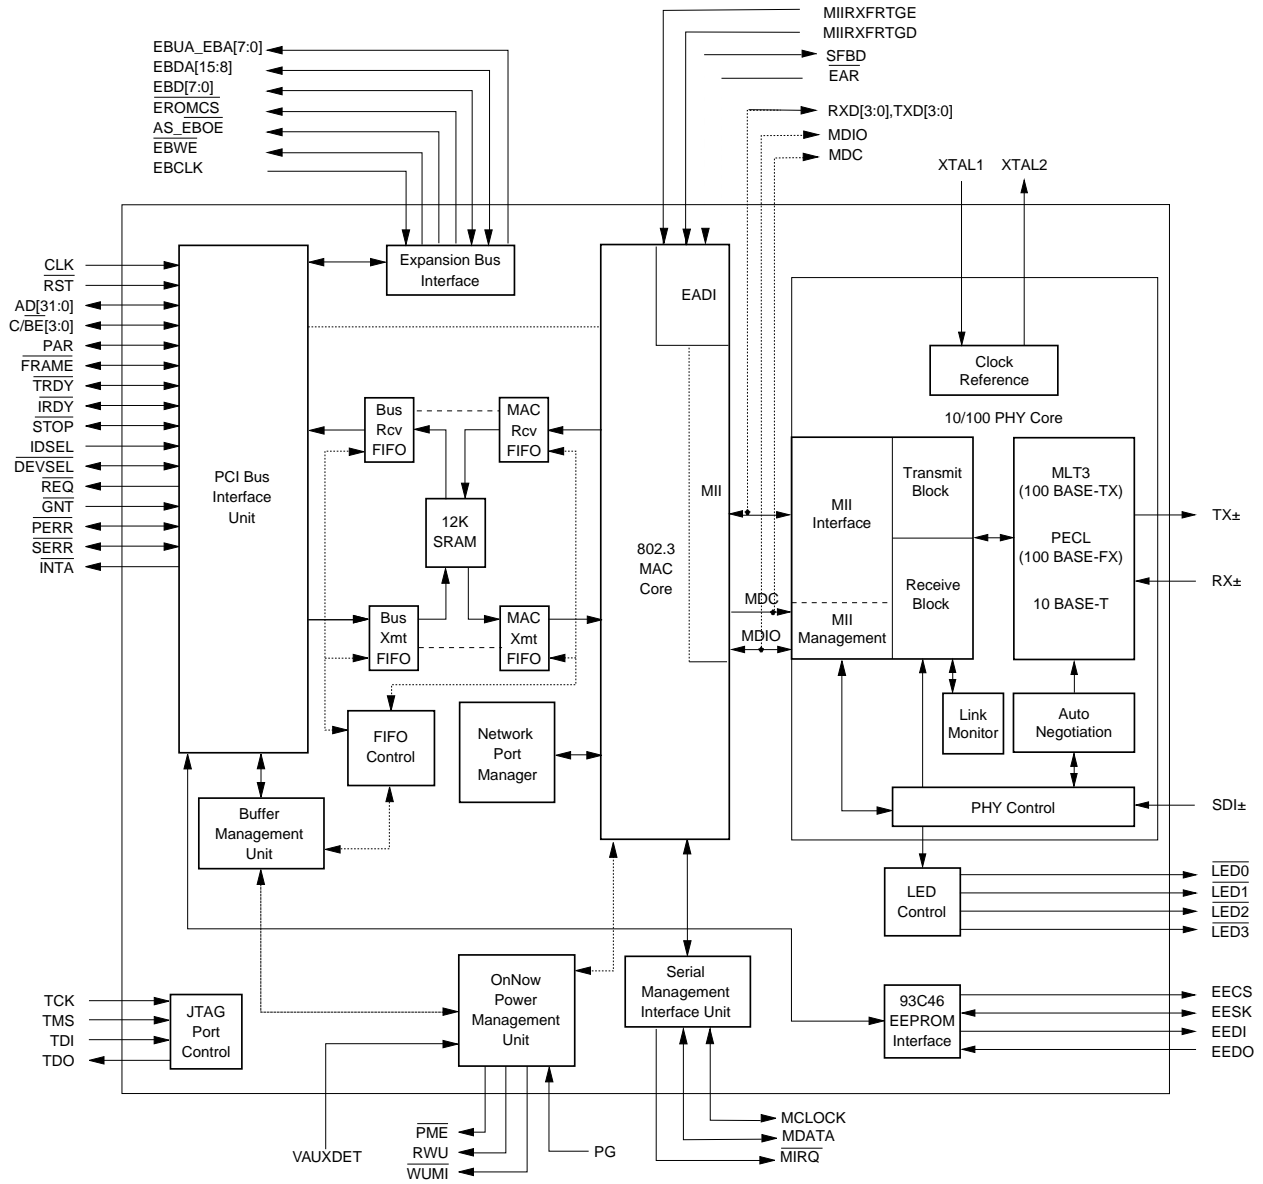 MIIRXFRTGE
MIIRXFRTGD
SFBD
EAR
RXD[3:0],TXD[3:0]
MDIO
MDC
EBUA_EBA[7:0]
EBDA[15:8]
EBD[7:0]
EROMCS
AS_EBOE
EBWE
EBCLK
XTAL1 XTAL2
CLK
RST
AD[31:0]
C/BE[3:0]
PAR
FRAME
TRDY
IRDY
STOP
IDSEL
DEVSEL
REQ
GNT
PERR
SERR
INTA
PCI Bus
Interface
Unit
Expansion Bus
Interface
Bus
Rcv
FIFO
MAC
Rcv
FIFO
12K
SRAM
Bus
Xmt
FIFO
MAC
Xmt
FIFO
FIFO
Control
Network
Port
Manager
EADI
MII
802.3
MAC
Core
MDC
MDIO
Clock
Reference
10/100 PHY Core
MII
Interface
MII
Management
Transmit
Block
Receive
Block
MLT3
(100 BASE-TX)
PECL
(100 BASE-FX)
10 BASE-T
Link
Monitor
Auto
Negotiation
PHY Control
TX±
RX±
SDI±
Buffer
Management
Unit
LED
Control
LED0
LED1
LED2
LED3
OnNow
Power
Management
Unit
Serial
Management
Interface Unit
93C46
EEPROM
Interface
EECS
EESK
EEDI
EEDO
TCK
TMS
TDI
TDO
JTAG
Port
Control
VAUXDET
PME
RWU
WUMI
PG
MCLOCK
MDATA
MIRQ